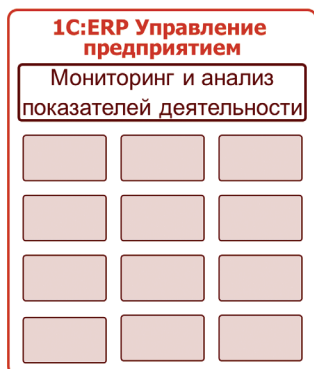 1С:ERP Управление
предприятием
Мониторинг и анализ
показателей деятельности